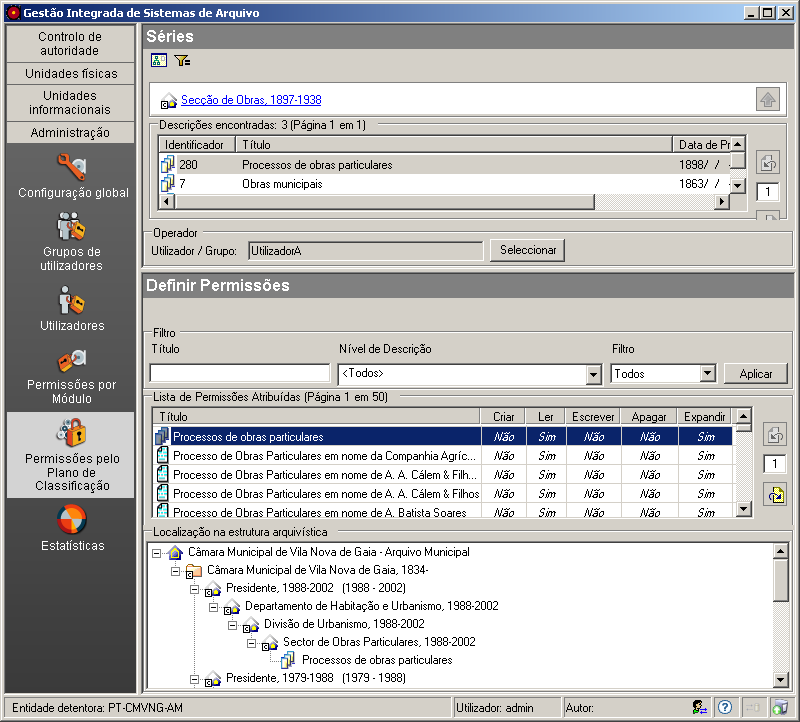 Gestão Integrada de Sistemas de Arquivo
Controlo de
autoridade
Unidades físicas
Unidades
informacionais
Administração
Configuração global
Grupos de
utilizadores
Utilizadores
Permissões por
Módulo
Permissões pelo
Plano de
Classificação
Estatísticas
Séries
Secção de Obras, 1897-1938
Descrições encontradas: 3 (Página 1 em 1)
Identificador Título Data de Pr
280 Processos de obras particulares 1898/ / -
7 Obras municipais 1863/ / -
1
Operador
Utilizador / Grupo: UtilizadorA Seleccionar
Definir Permissões
Filtro
Título Nível de Descrição Filtro
<Todos> Todos Aplicar
Lista de Permissões Atribuídas (Página 1 em 50)
Título Criar Ler Escrever Apagar Expandir
Processos de obras particulares Não Sim Não Não Sim
Processo de Obras Particulares em nome da Companhia Agríc... Não Sim Não Não Sim
Processo de Obras Particulares em nome de A. A. Cálem & Filh... Não Sim Não Não Sim
Processo de Obras Particulares em nome de A. A. Cálem & Filhos Não Sim Não Não Sim
Processo de Obras Particulares em nome de A. Batista Soares Não Sim Não Não Sim
1
Localização na estrutura arquivística
Câmara Municipal de Vila Nova de Gaia - Arquivo Municipal
Câmara Municipal de Vila Nova de Gaia, 1834-
Presidente, 1988-2002 (1988 - 2002)
Departamento de Habitação e Urbanismo, 1988-2002
Divisão de Urbanismo, 1988-2002
Sector de Obras Particulares, 1988-2002
Processos de obras particulares
Presidente, 1979-1988 (1979 - 1988)
Entidade detentora: PT-CMVNG-AM Utilizador: admin Autor: